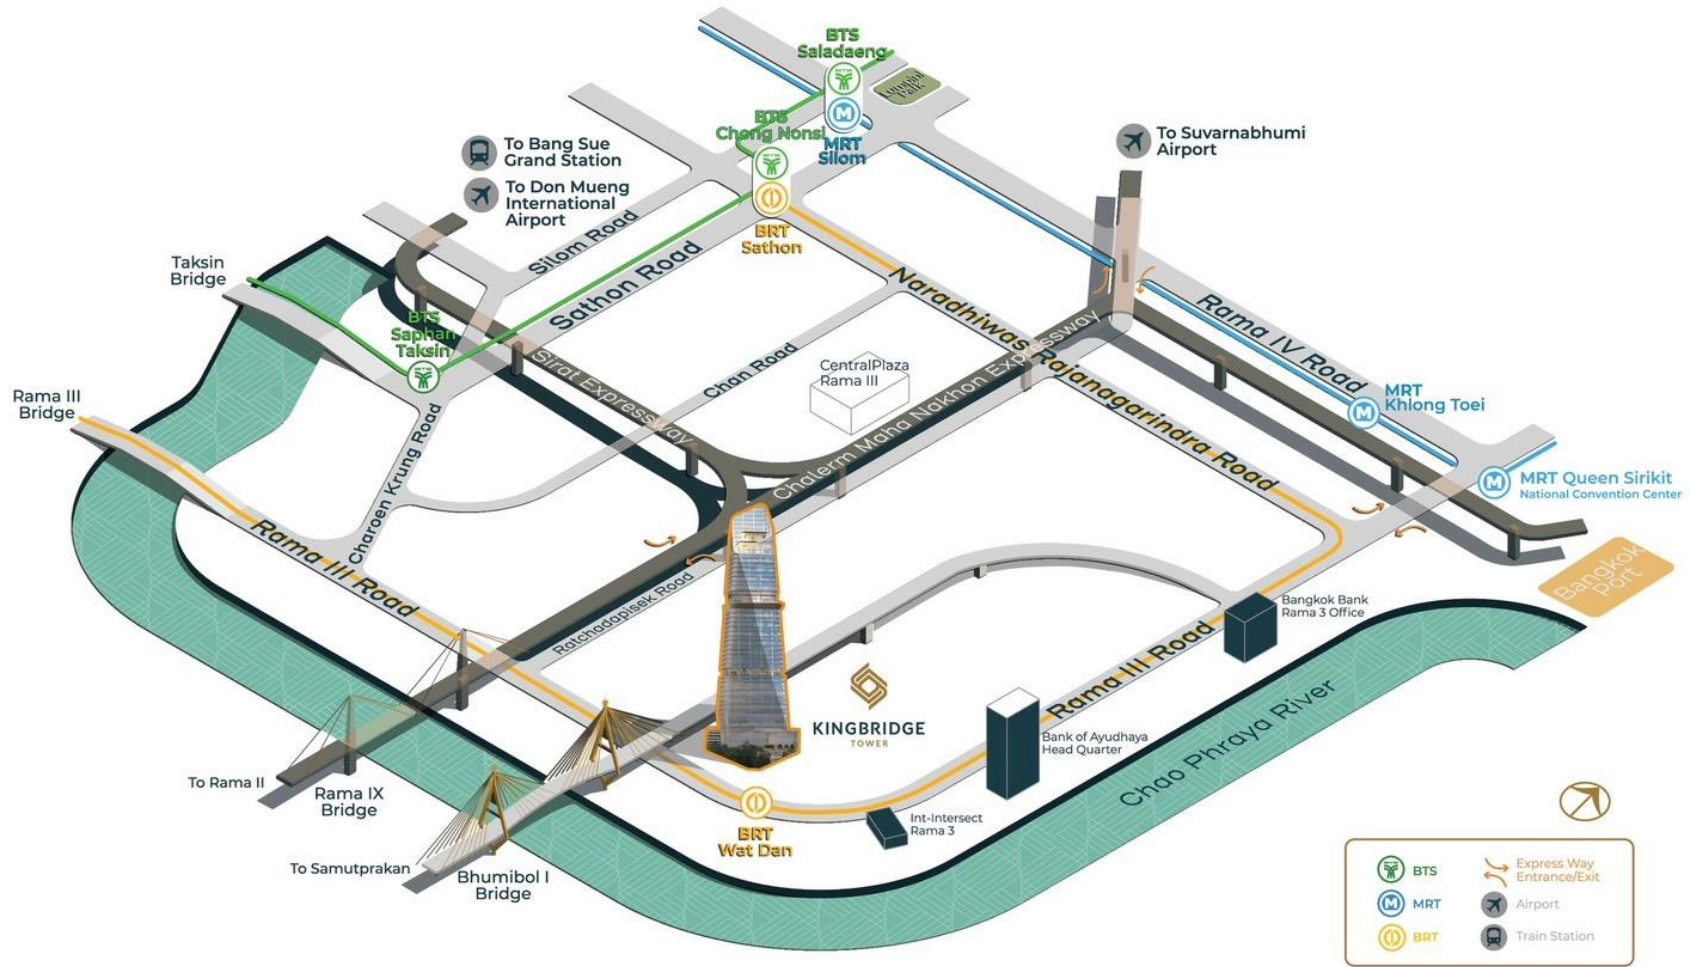 BTS
Saladaeng
Lumpini
Park
BTS
Chong Nonsi
MRT
Silom
To Bang Sue
Grand Station
To Don Mueng
International
Airport
To Suvarnabhumi
Airport
BRT
Sathon
Silom Road
Sathon Road
Taksin
Bridge
BTS
Saphan
Taksin
Naradhiwas Rajanagarindra Road
Rama IV Road
Sirat Expressway
Chan Road
CentralPlaza
Rama III
Chalerm Maha Nakhon Expressway
MRT
Khlong Toei
Rama III
Bridge
Charoen Krung Road
MRT Queen Sirikit
National Convention Center
Rama III Road
Ratchadapisek Road
Bangkok
Port
Bangkok Bank
Rama 3 Office
Rama III Road
KINGBRIDGE
TOWER
Bank of Ayudhaya
Head Quarter
Chao Phraya River
To Rama II
Rama IX
Bridge
Int-Intersect
Rama 3
BRT
Wat Dan
To Samutprakan
Bhumibol I
Bridge
BTS
Express Way
Entrance/Exit
MRT
Airport
BRT
Train Station